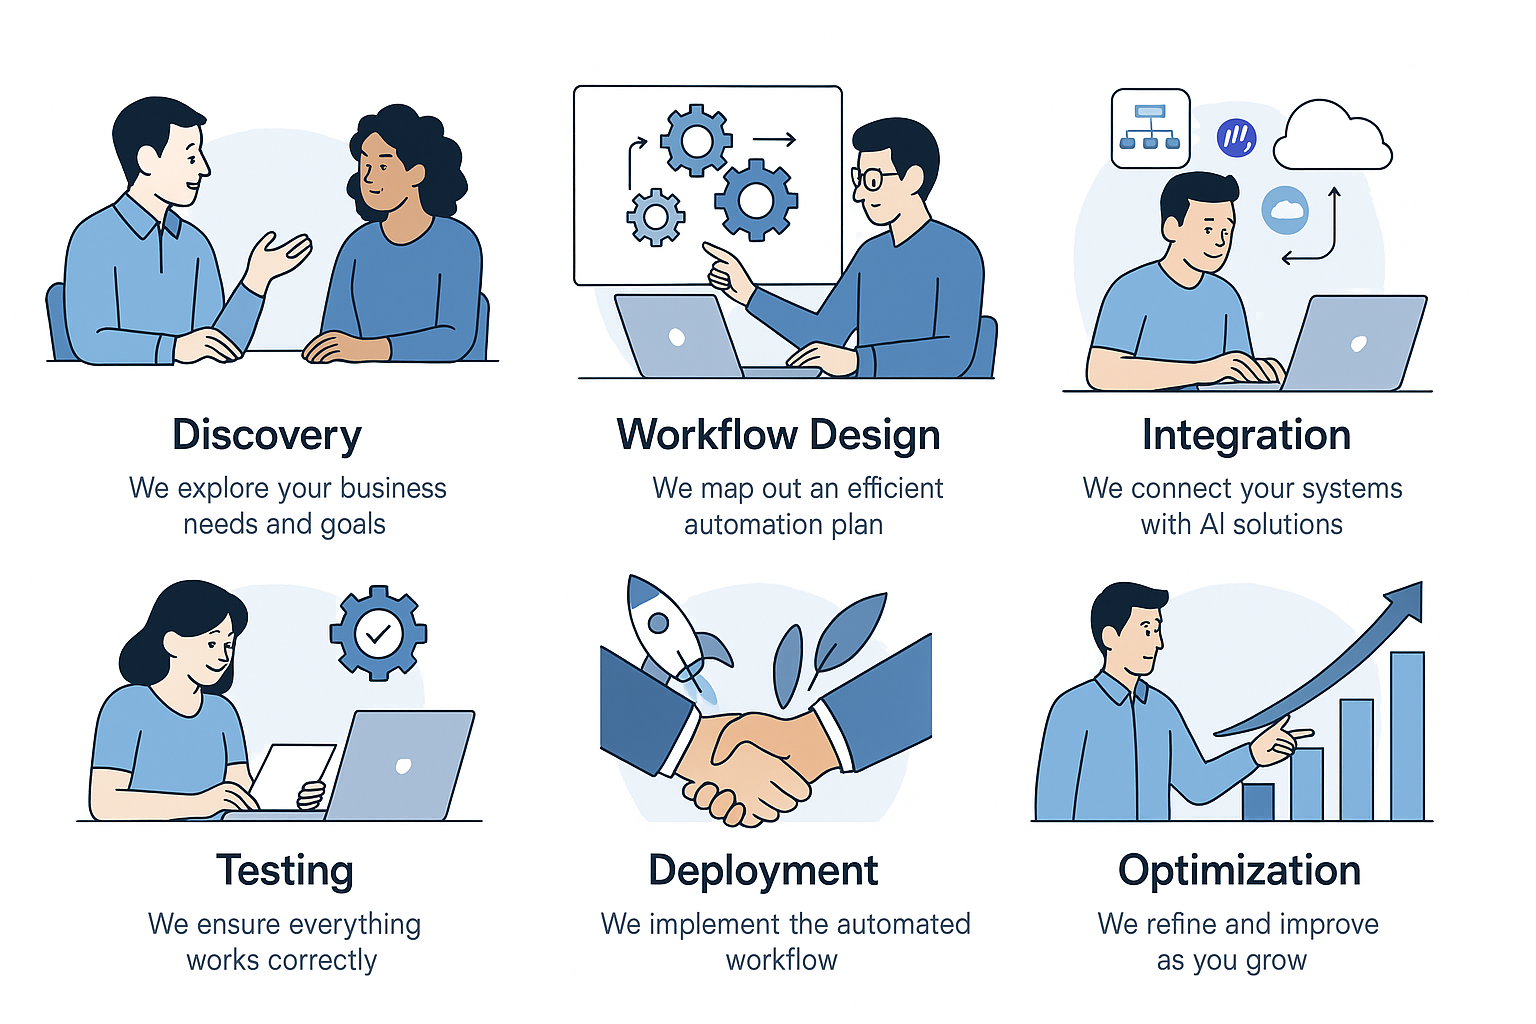 Discovery
We explore your business
needs and goals
Workflow Design
We map out an efficient
automation plan
Integration
We connect your systems
with AI solutions
Testing
We ensure everything
works correctly
Deployment
We implement the automated
workflow
Optimization
We refine and improve
as you grow